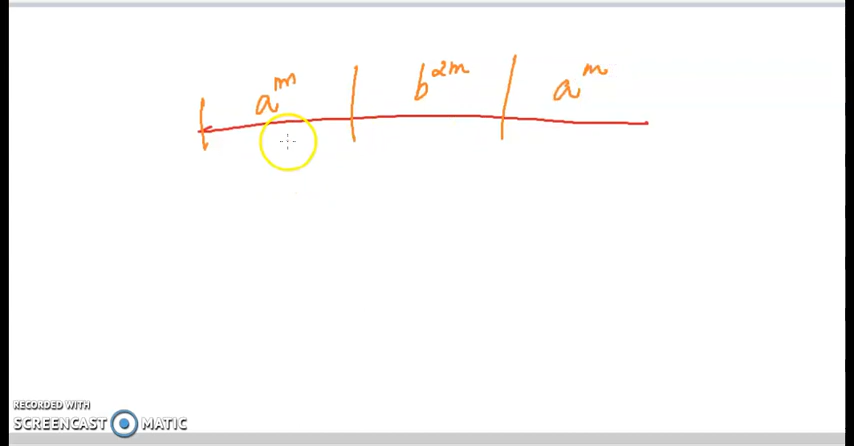 a^m b^2m a^m
RECORDED WITH
SCREENCAST MATIC